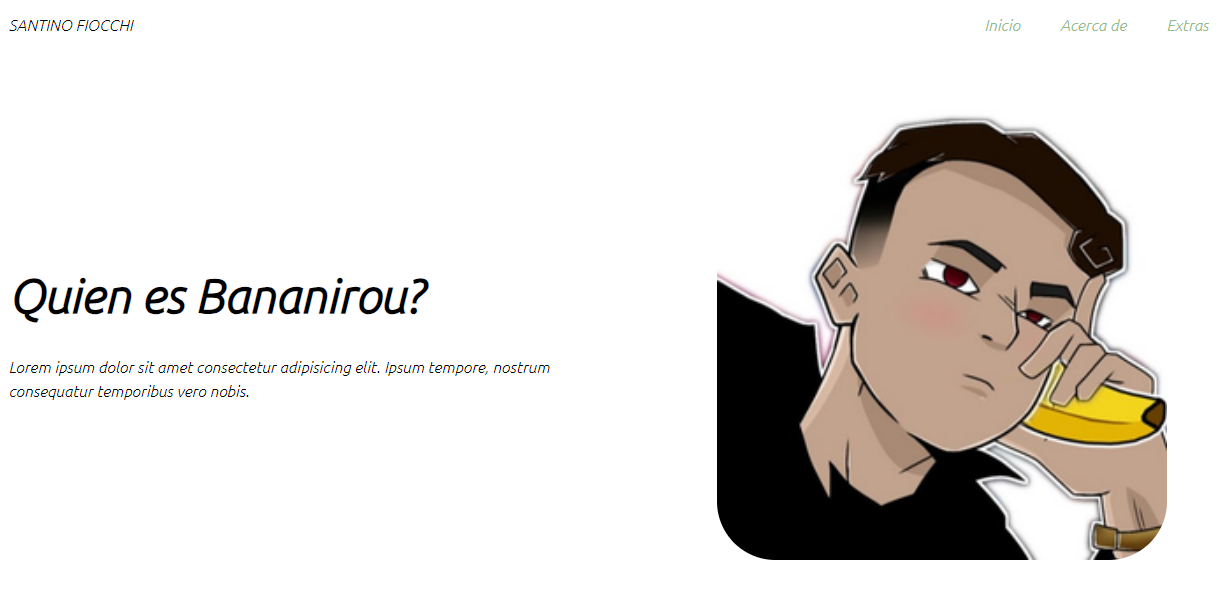 SANTINO FIOCCHI
Inicio
Acerca de
Extras
Quien es Bananirou?
Lorem ipsum dolor sit amet consectetur adipisicing elit. Ipsum tempore, nostrum
consequatur temporibus vero nobis.